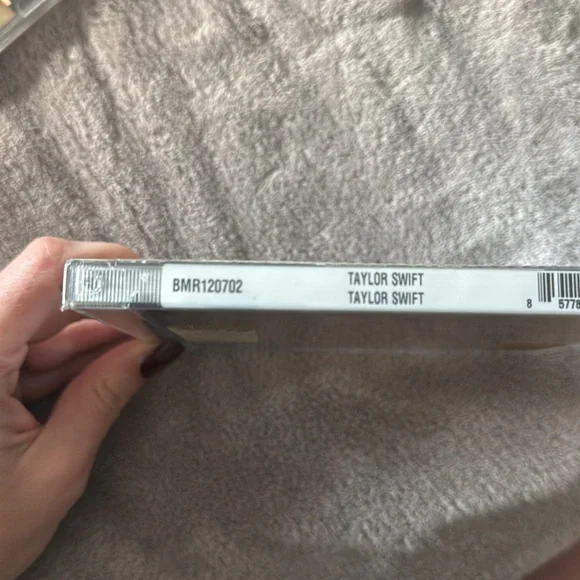 BMR120702
TAYLOR SWIFT
TAYLOR SWIFT
8 5778